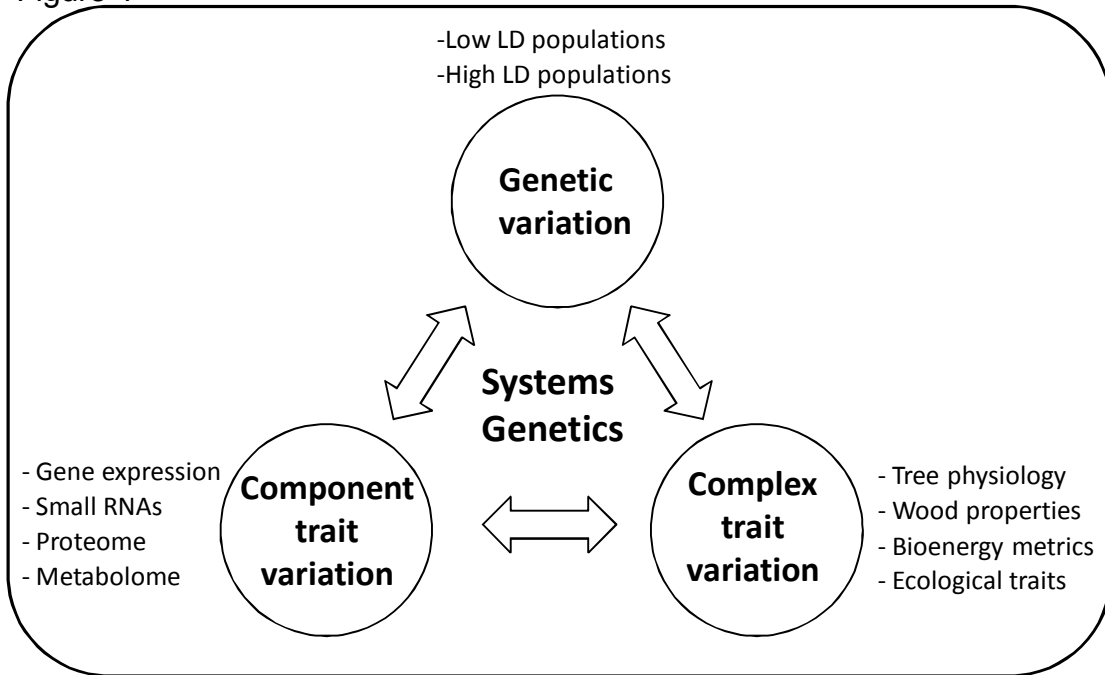 -Low LD populations
-High LD populations
Genetic
variation
Systems
Genetics
- Gene expression
- Small RNAs
- Proteome
- Metabolome
Component
trait
variation
Complex
trait
variation
- Tree physiology
- Wood properties
- Bioenergy metrics
- Ecological traits